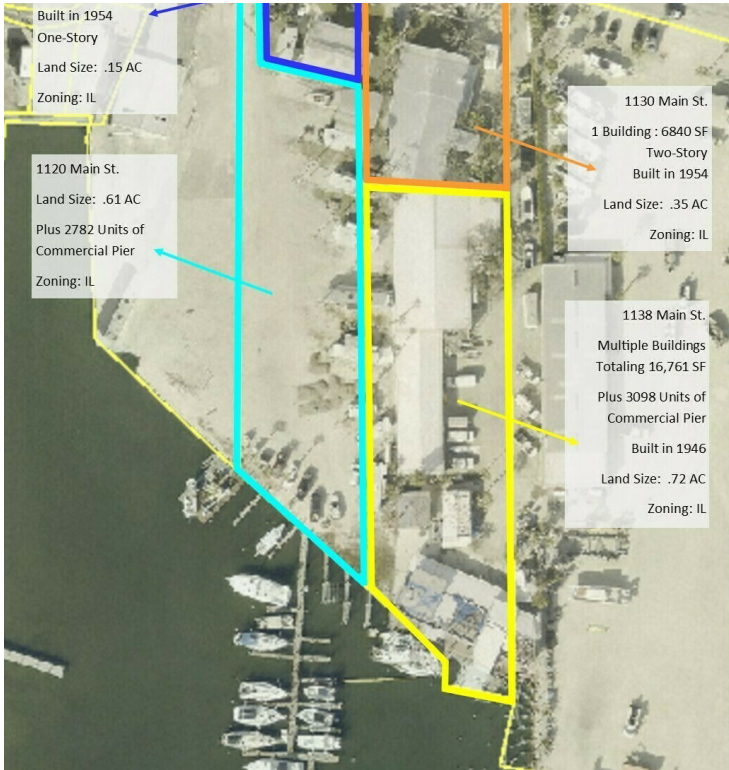 Built in 1954
One-Story
Land Size: .15 AC
Zoning: IL
1120 Main St.
Land Size: .61 AC
Plus 2782 Units of
Commercial Pier
Zoning: IL
1130 Main St.
1 Building : 6840 SF
Two-Story
Built in 1954
Land Size: .35 AC
Zoning: IL
1138 Main St.
Multiple Buildings
Totaling 16,761 SF
Plus 3098 Units of
Commercial Pier
Built in 1946
Land Size: .72 AC
Zoning: IL